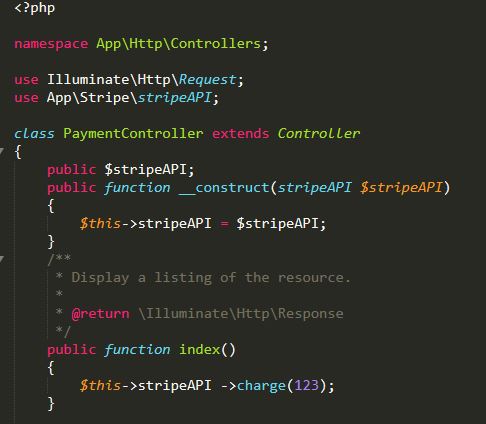 <?php
namespace App\Http\Controllers;
use Illuminate\Http\Request;
use App\Stripe\stripeAPI;
class PaymentController extends Controller
{
    public $stripeAPI;
    public function __construct(stripeAPI $stripeAPI)
    {
        $this->stripeAPI = $stripeAPI;
    }
    /**
     * Display a listing of the resource.
     *
     * @return \Illuminate\Http\Response
     */
    public function index()
    {
        $this->stripeAPI ->charge(123);
    }